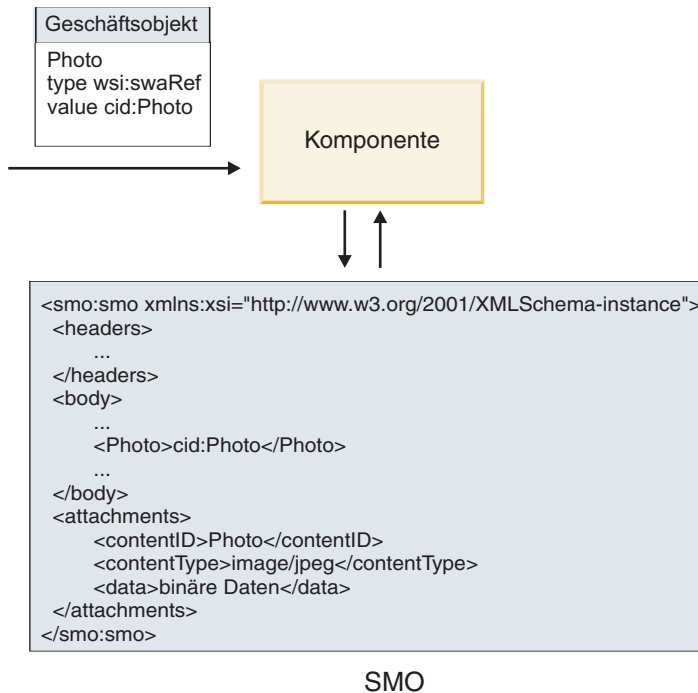 Geschäftsobjekt
Photo
type wsi:swaRef
value cid:Photo
Komponente
<smo:smo xmlns:xsi="http://www.w3.org/2001/XMLSchema-instance">
<headers>
...
</headers>
<body>
...
<Photo>cid:Photo</Photo>
...
</body>
<attachments>
<contentID>Photo</contentID>
<contentType>image/jpeg</contentType>
<data>binäre Daten</data>
</attachments>
</smo:smo>
SMO